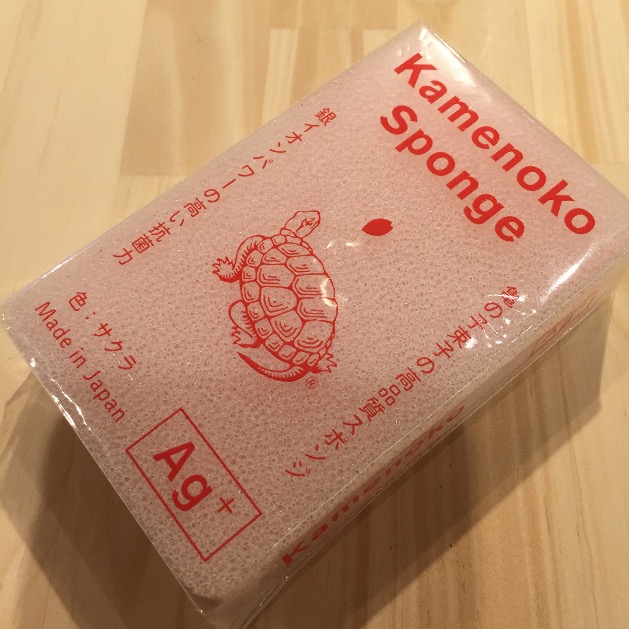 Kamenoko
Sponge
亀の子束子の高品質スポンジ
銀イオンパワーの高い抗菌力
色：サクラ
Made in Japan
Ag+
®
Kamenoko